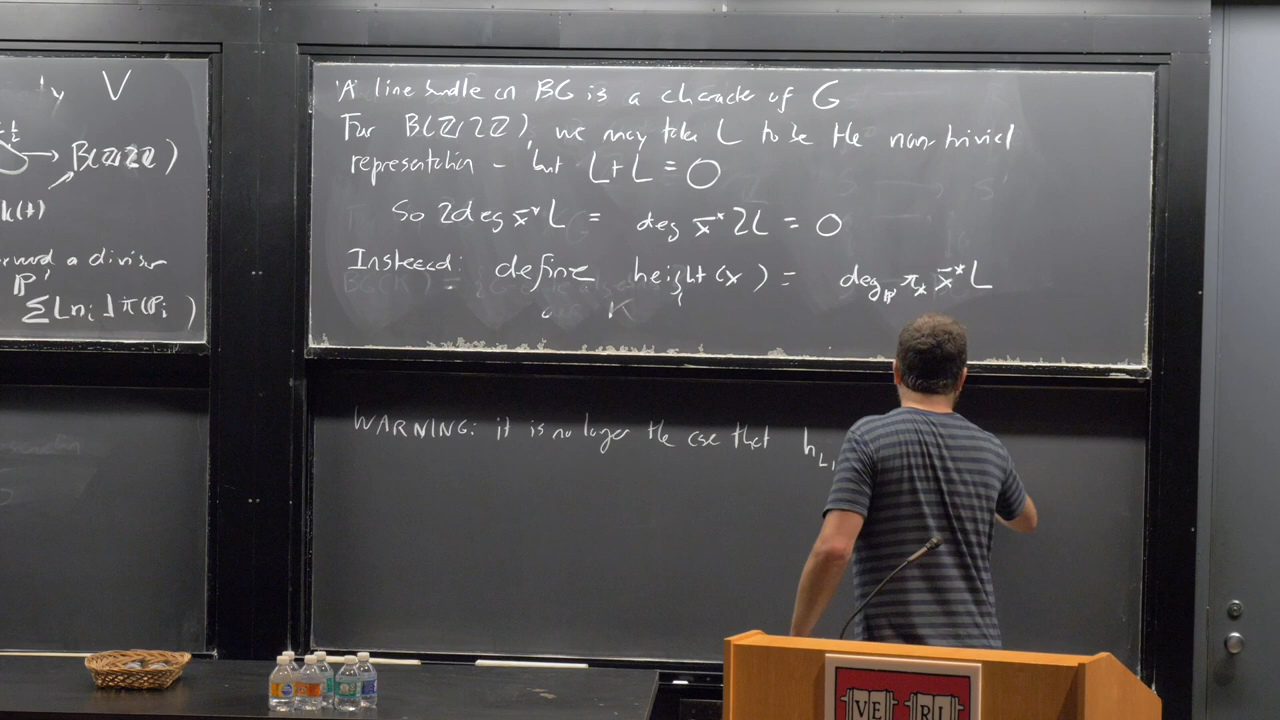 V
B(Z/2Z)
k(t)
a divisor
P¹
Σ⌊n_i⌋π(P_i)
A line bundle on BG is a character of G
For B(Z/2Z), we may take L to be the non-trivial
representation - but L+L = O
So 2deg x̄*L = deg x̄*2L = 0
Instead: define height(x) = deg_P¹ π_* x̄*L
WARNING: it is no longer the case that h_L,
VE RI